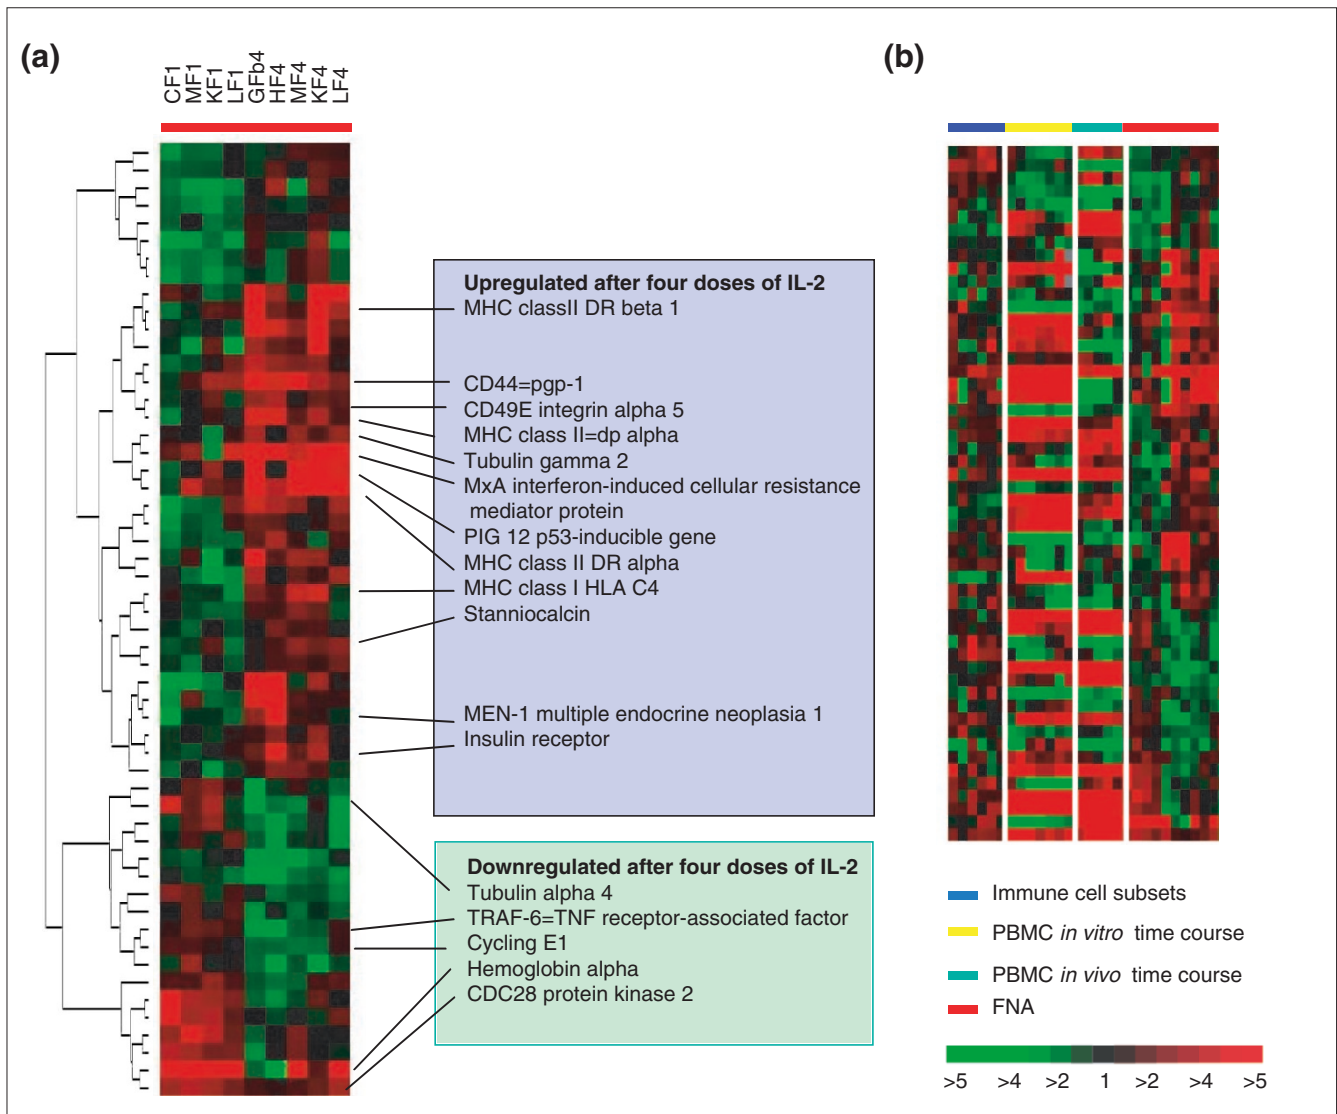 (a)
CF1
MF1
KF1
LF1
GFb4
HF4
MF4
KF4
LF4
Upregulated after four doses of IL-2
MHC classII DR beta 1
CD44=pgp-1
CD49E integrin alpha 5
MHC class II=dp alpha
Tubulin gamma 2
MxA interferon-induced cellular resistance
mediator protein
PIG 12 p53-inducible gene
MHC class II DR alpha
MHC class I HLA C4
Stanniocalcin
MEN-1 multiple endocrine neoplasia 1
Insulin receptor
Downregulated after four doses of IL-2
Tubulin alpha 4
TRAF-6=TNF receptor-associated factor
Cycling E1
Hemoglobin alpha
CDC28 protein kinase 2
(b)
Immune cell subsets
PBMC in vitro time course
PBMC in vivo time course
FNA
>5 >4 >2 1 >2 >4 >5